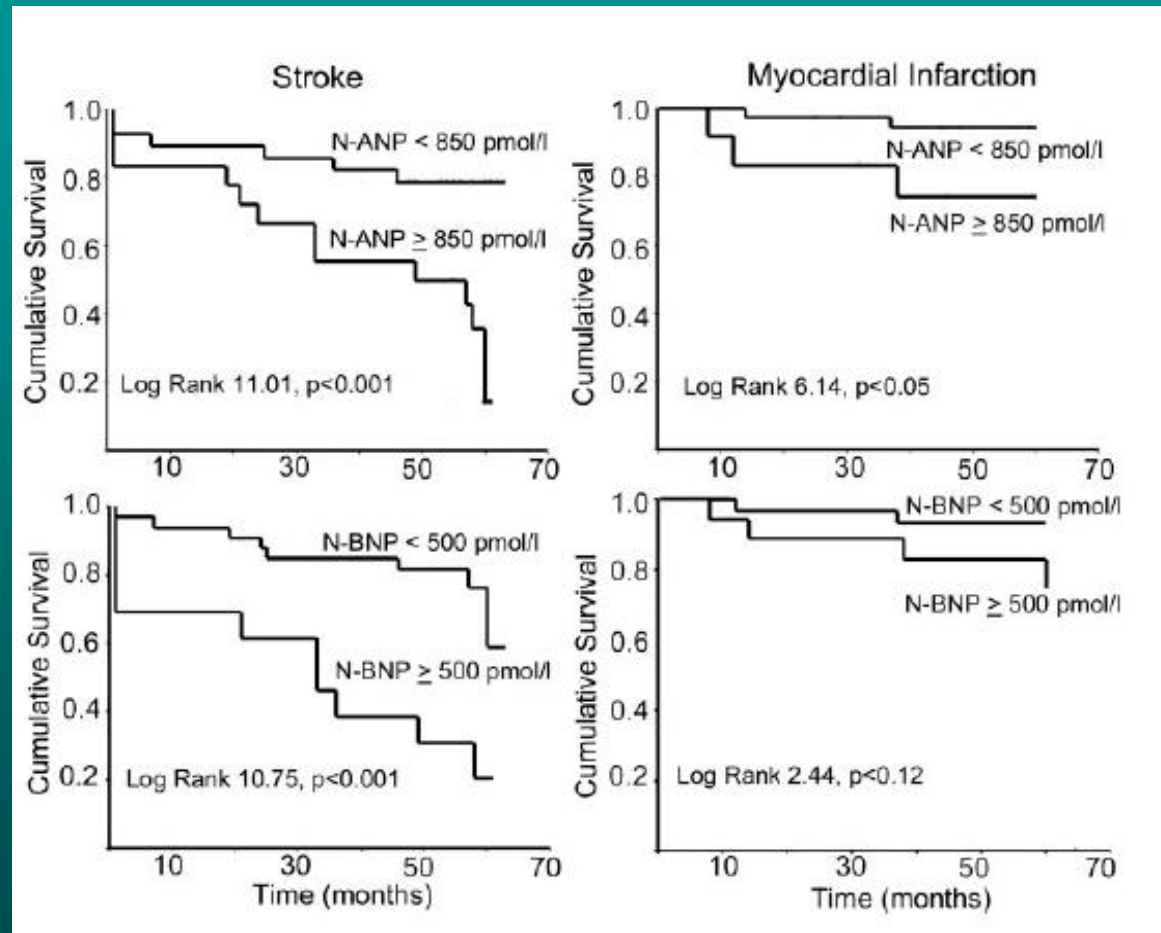 Stroke
Cumulative Survival
1.0
0.8
0.6
0.4
0.2
N-ANP < 850 pmol/l
N-ANP ≥ 850 pmol/l
Log Rank 11.01, p<0.001
10 30 50 70
Myocardial Infarction
Cumulative Survival
1.0
0.8
0.6
0.4
0.2
N-ANP < 850 pmol/l
N-ANP ≥ 850 pmol/l
Log Rank 6.14, p<0.05
10 30 50 70
Cumulative Survival
1.0
0.8
0.6
0.4
0.2
N-BNP < 500 pmol/l
N-BNP ≥ 500 pmol/l
Log Rank 10.75, p<0.001
10 30 50 70
Time (months)
Cumulative Survival
1.0
0.8
0.6
0.4
0.2
N-BNP < 500 pmol/l
N-BNP ≥ 500 pmol/l
Log Rank 2.44, p<0.12
10 30 50 70
Time (months)